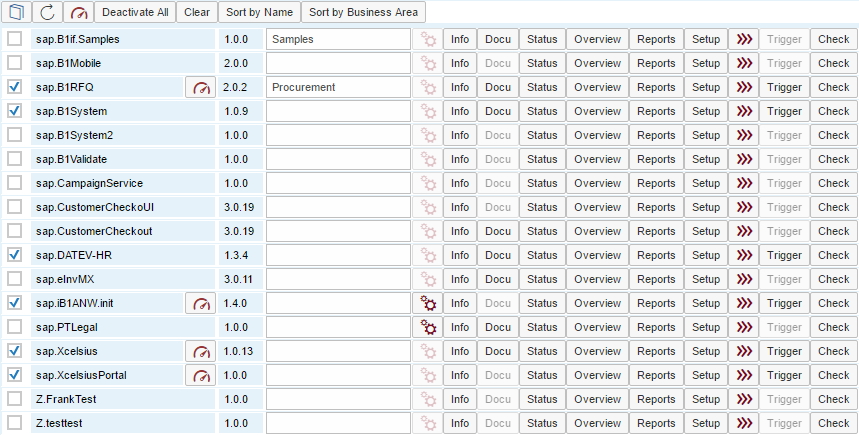 Deactivate All Clear Sort by Name Sort by Business Area
sap.B1if.Samples 1.0.0 Samples Info Docu Status Overview Reports Setup Trigger Check
sap.B1Mobile 2.0.0 Info Docu Status Overview Reports Setup Trigger Check
sap.B1RFQ 2.0.2 Procurement Info Docu Status Overview Reports Setup Trigger Check
sap.B1System 1.0.9 Info Docu Status Overview Reports Setup Trigger Check
sap.B1System2 1.0.0 Info Docu Status Overview Reports Setup Trigger Check
sap.B1Validate 1.0.0 Info Docu Status Overview Reports Setup Trigger Check
sap.CampaignService 1.0.0 Info Docu Status Overview Reports Setup Trigger Check
sap.CustomerCheckoUI 3.0.19 Info Docu Status Overview Reports Setup Trigger Check
sap.CustomerCheckout 3.0.19 Info Docu Status Overview Reports Setup Trigger Check
sap.DATEV-HR 1.3.4 Info Docu Status Overview Reports Setup Trigger Check
sap.eInvMX 3.0.11 Info Docu Status Overview Reports Setup Trigger Check
sap.iB1ANW.init 1.4.0 Info Docu Status Overview Reports Setup Trigger Check
sap.PTLegal 1.0.0 Info Docu Status Overview Reports Setup Trigger Check
sap.Xcelsius 1.0.13 Info Docu Status Overview Reports Setup Trigger Check
sap.XcelsiusPortal 1.0.0 Info Docu Status Overview Reports Setup Trigger Check
Z.FrankTest 1.0.0 Info Docu Status Overview Reports Setup Trigger Check
Z.testtest 1.0.0 Info Docu Status Overview Reports Setup Trigger Check